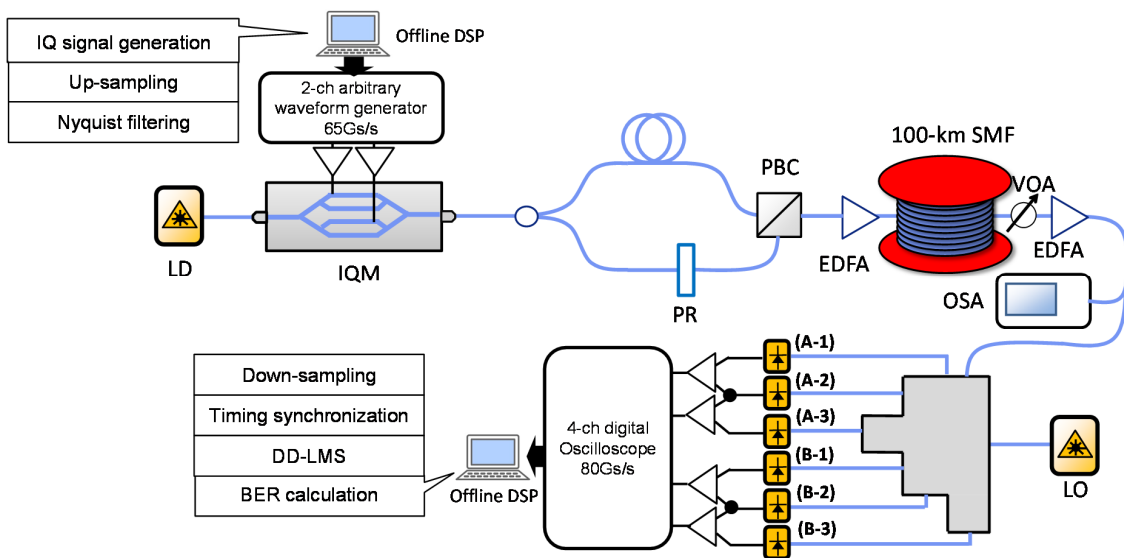 IQ signal generation
Up-sampling
Nyquist filtering
Offline DSP
2-ch arbitrary
waveform generator
65Gs/s
LD
IQM
PBC
PR
EDFA
100-km SMF
VOA
EDFA
OSA
Down-sampling
Timing synchronization
DD-LMS
BER calculation
Offline DSP
4-ch digital
Oscilloscope
80Gs/s
(A-1)
(A-2)
(A-3)
(B-1)
(B-2)
(B-3)
LO